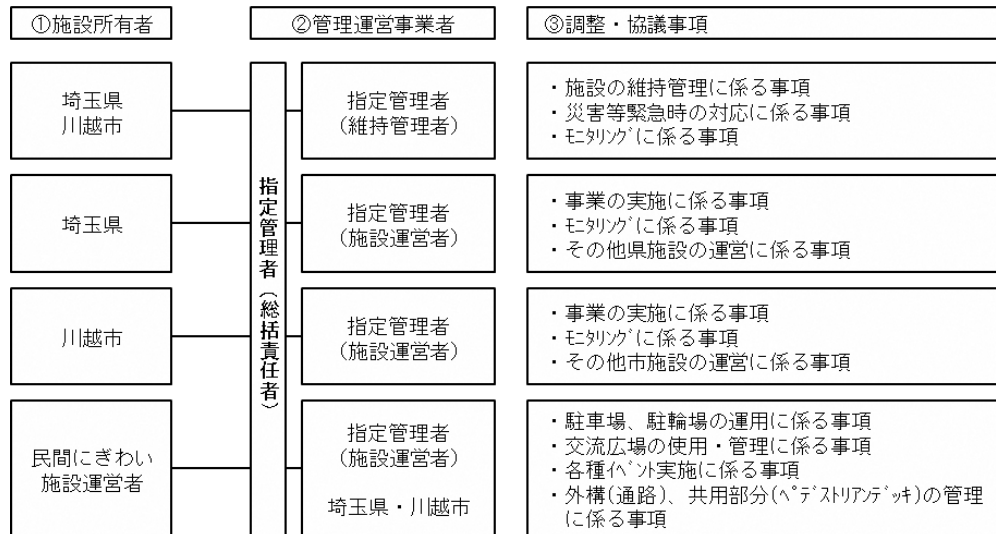 ①施設所有者
②管理運営事業者
③調整・協議事項
埼玉県
川越市
指定管理者(総括責任者)
指定管理者
(維持管理者)
・施設の維持管理に係る事項
・災害等緊急時の対応に係る事項
・ﾓﾆﾀﾘﾝｸﾞに係る事項
埼玉県
指定管理者
(施設運営者)
・事業の実施に係る事項
・ﾓﾆﾀﾘﾝｸﾞに係る事項
・その他県施設の運営に係る事項
川越市
指定管理者
(施設運営者)
・事業の実施に係る事項
・ﾓﾆﾀﾘﾝｸﾞに係る事項
・その他市施設の運営に係る事項
民間にぎわい
施設運営者
指定管理者
(施設運営者)
埼玉県・川越市
・駐車場、駐輪場の運用に係る事項
・交流広場の使用・管理に係る事項
・各種ｲﾍﾞﾝﾄ実施に係る事項
・外構(通路)、共用部分(ﾍﾟﾃﾞｽﾄﾘｱﾝﾃﾞｯｷ)の管理
に係る事項